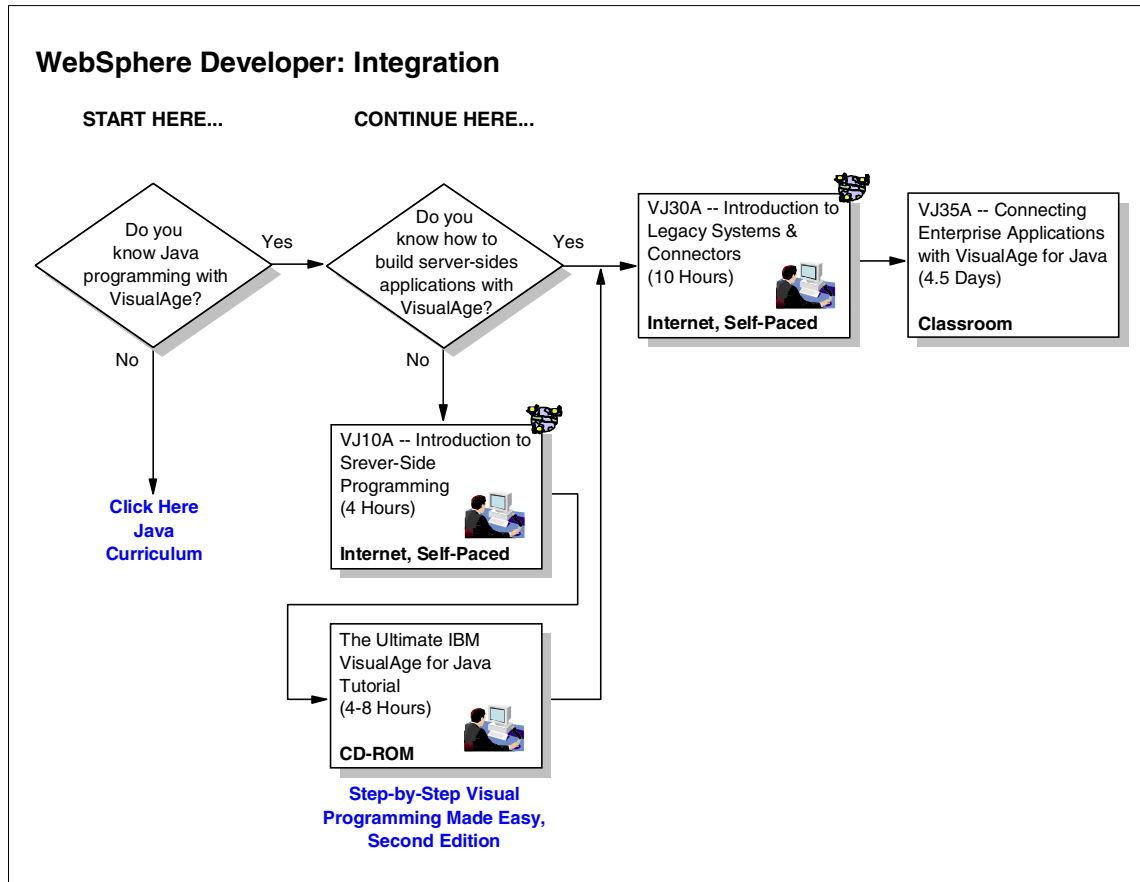 WebSphere Developer: Integration
START HERE...
CONTINUE HERE...
Do you
know Java
programming with
VisualAge?
Yes
No
Click Here
Java
Curriculum
Do you
know how to
build server-sides
applications with
VisualAge?
Yes
No
VJ10A -- Introduction to
Srever-Side
Programming
(4 Hours)
Internet, Self-Paced
The Ultimate IBM
VisualAge for Java
Tutorial
(4-8 Hours)
CD-ROM
Step-by-Step Visual
Programming Made Easy,
Second Edition
VJ30A -- Introduction to
Legacy Systems &
Connectors
(10 Hours)
Internet, Self-Paced
VJ35A -- Connecting
Enterprise Applications
with VisualAge for Java
(4.5 Days)
Classroom